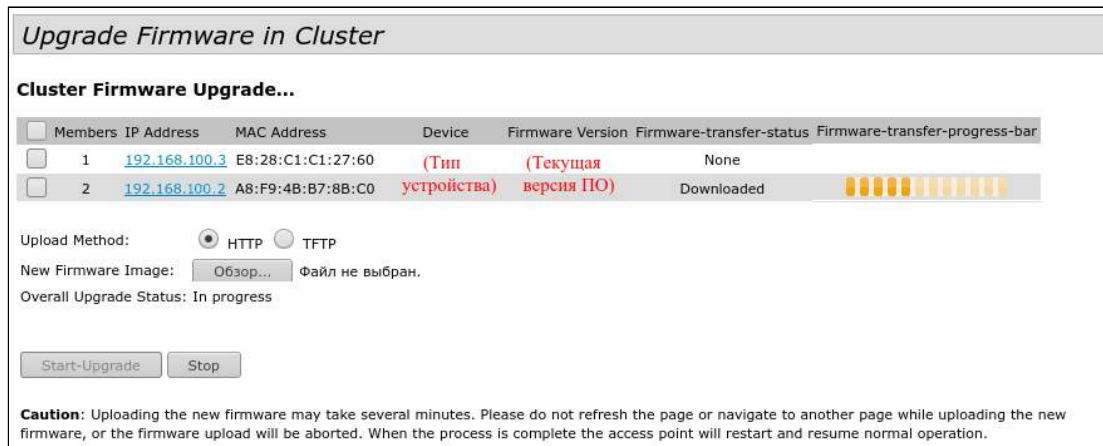 Upgrade Firmware in Cluster
Cluster Firmware Upgrade...
Members IP Address MAC Address Device Firmware Version Firmware-transfer-status Firmware-transfer-progress-bar
1 192.168.100.3 E8:28:C1:C1:27:60 (Тип (Текущая None
2 192.168.100.2 A8:F9:4B:B7:8B:C0 устройства) версия ПО) Downloaded
Upload Method: HTTP TFTP
New Firmware Image: Обзор... Файл не выбран.
Overall Upgrade Status: In progress
Start-Upgrade Stop
Caution: Uploading the new firmware may take several minutes. Please do not refresh the page or navigate to another page while uploading the new
firmware, or the firmware upload will be aborted. When the process is complete the access point will restart and resume normal operation.